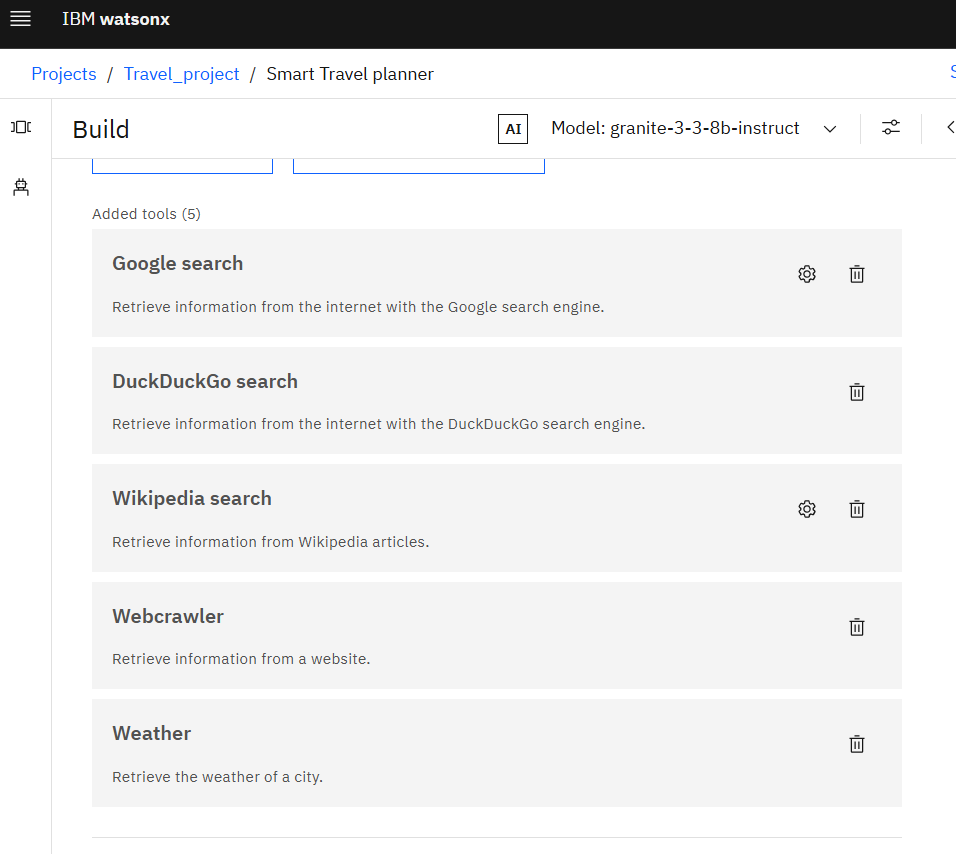 IBM watsonx
Projects / Travel_project / Smart Travel planner
Build
AI
Model: granite-3-3-8b-instruct
Added tools (5)
Google search
Retrieve information from the internet with the Google search engine.
DuckDuckGo search
Retrieve information from the internet with the DuckDuckGo search engine.
Wikipedia search
Retrieve information from Wikipedia articles.
Webcrawler
Retrieve information from a website.
Weather
Retrieve the weather of a city.